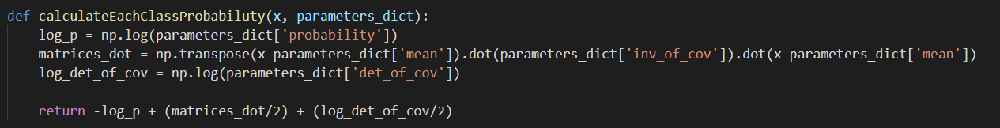 def calculateEachClassProbabiluty(x, parameters_dict):
    log_p = np.log(parameters_dict['probability'])
    matrices_dot = np.transpose(x-parameters_dict['mean']).dot(parameters_dict['inv_of_cov']).dot(x-parameters_dict['mean'])
    log_det_of_cov = np.log(parameters_dict['det_of_cov'])

    return -log_p + (matrices_dot/2) + (log_det_of_cov/2)